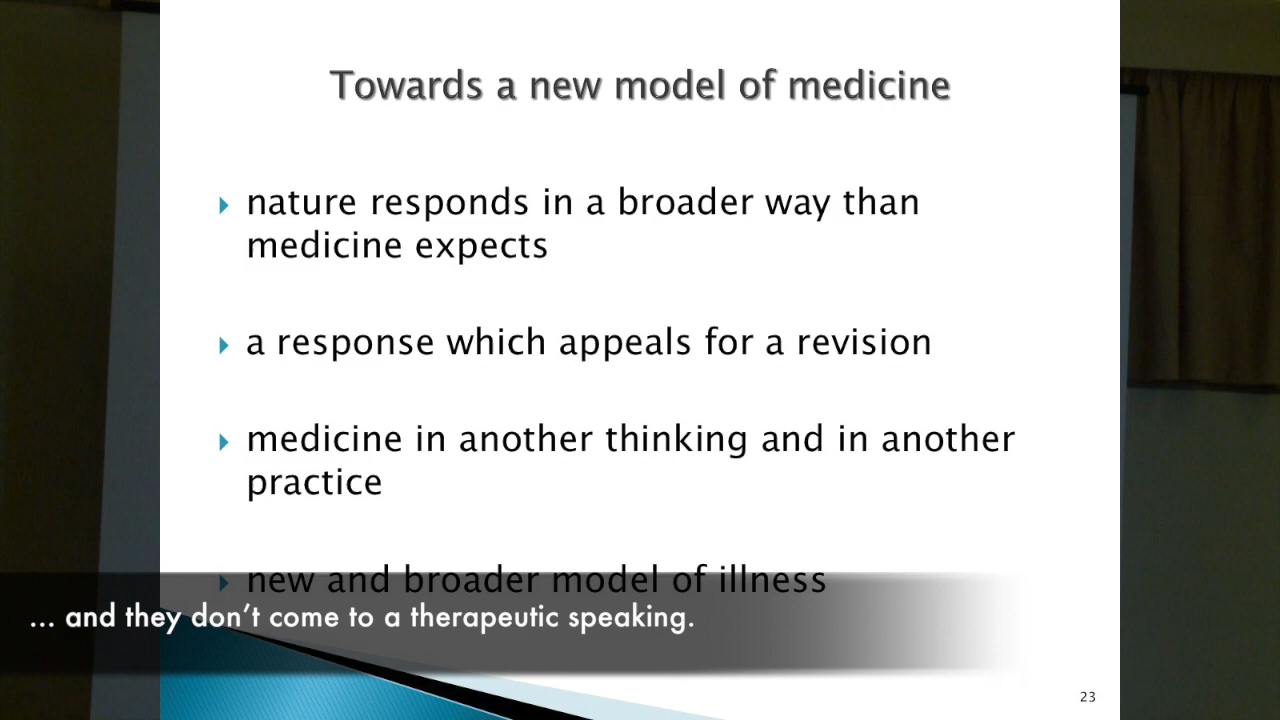 Towards a new model of medicine
nature responds in a broader way than
medicine expects
a response which appeals for a revision
medicine in another thinking and in another
practice
new and broader model of illness
... and they don’t come to a therapeutic speaking.
23